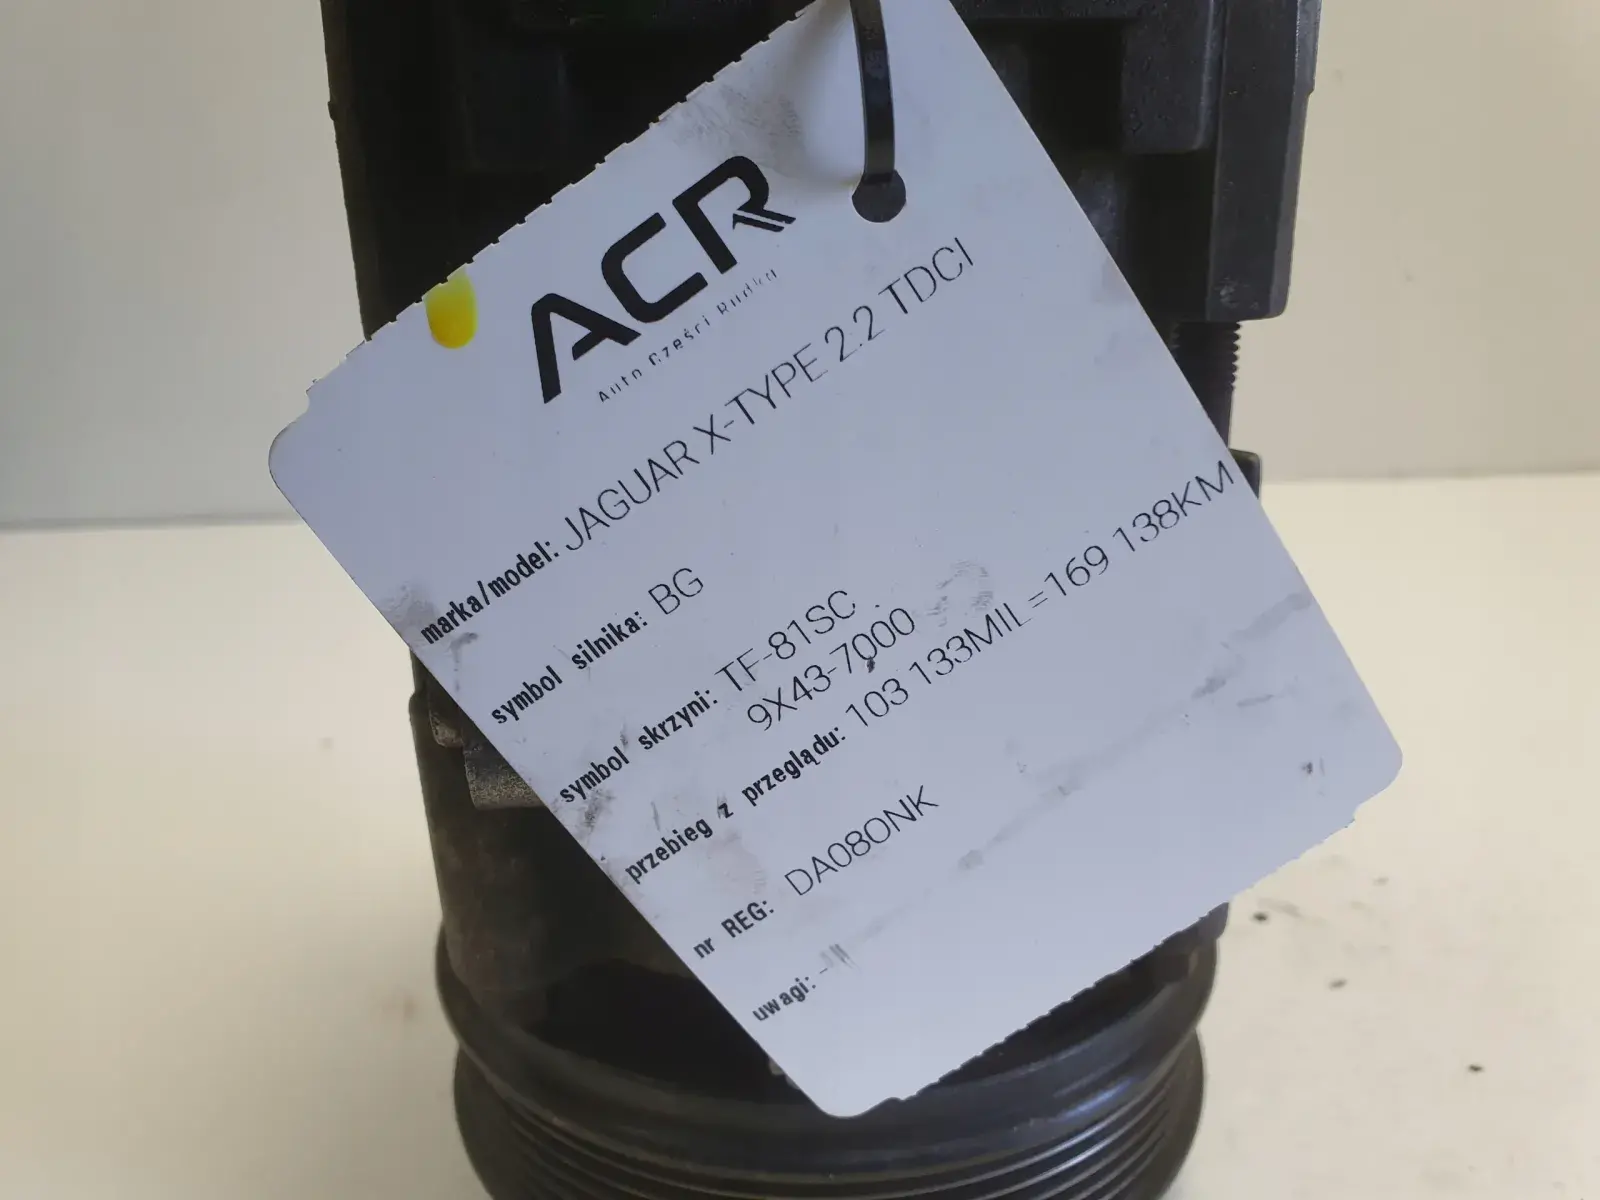 ACR
Auto Części Rudka
marka/model: JAGUAR X-TYPE 2.2 TDCI
symbol silnika: BG
symbol skrzyni: TF-81SC
9X43-7000
przebieg z przeglądu: 103 133MIL=169 138KM
nr REG: DA08ONK
uwagi: -